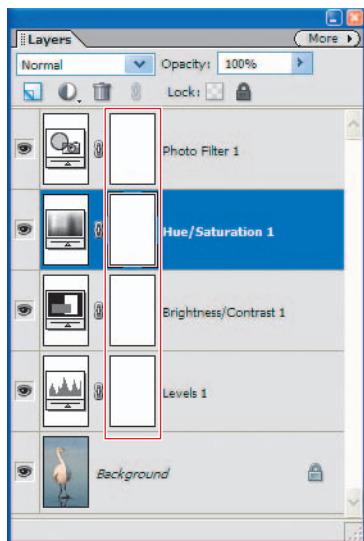 Layers
More
Normal
Opacity: 100%
Lock:
Photo Filter 1
Hue/Saturation 1
Brightness/Contrast 1
Levels 1
Background